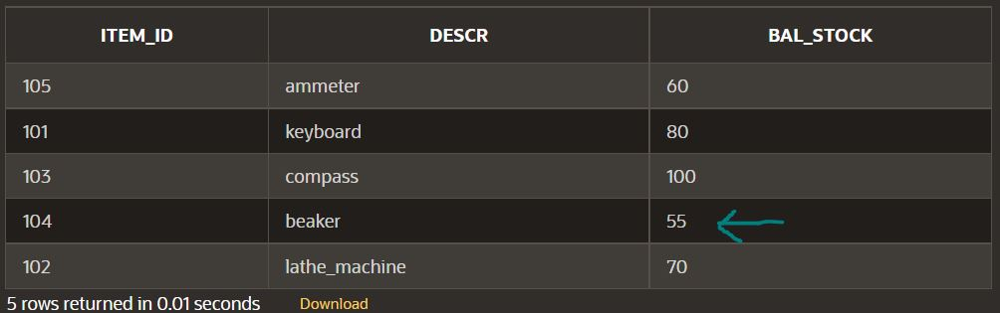 ITEM_ID DESCR BAL_STOCK
105 ammeter 60
101 keyboard 80
103 compass 100
104 beaker 55
102 lathe_machine 70
5 rows returned in 0.01 seconds Download